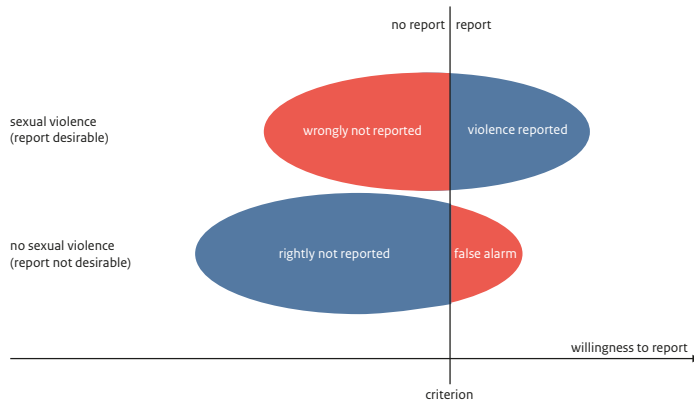 no report report
sexual violence
(report desirable)
wrongly not reported
violence reported
no sexual violence
(report not desirable)
rightly not reported
false alarm
willingness to report
criterion